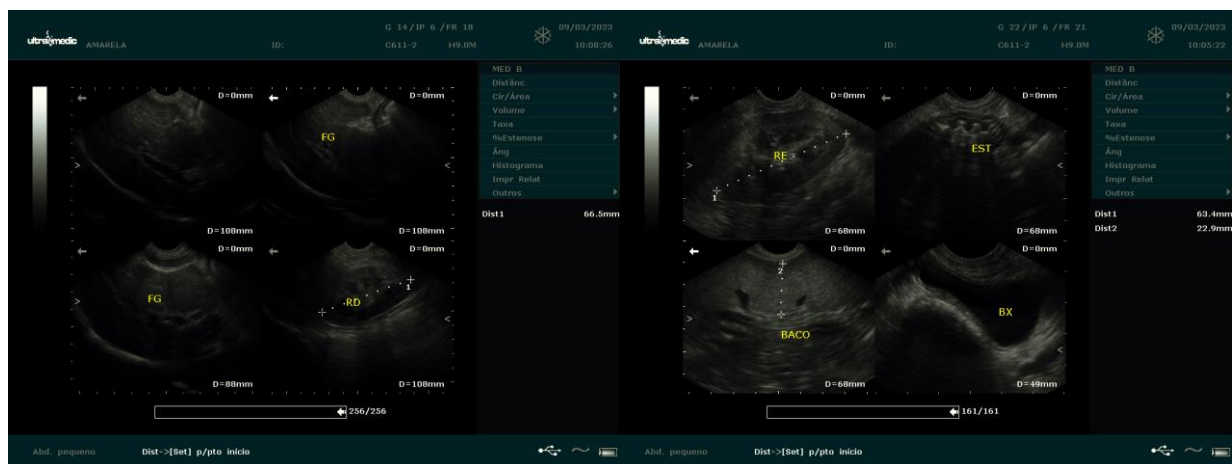 ultramedic AMARELA ID: G 14/IP 6 /FR 18 C611-2 H9.0M 09/03/2023 10:08:26
MED B
Distânc
Cir/Área
Volume
Taxa
%Estenose
Âng
Histograma
Impr Relat
Outros
Dist1 66.5mm
D=0mm
D=108mm
D=0mm
FG
D=108mm
D=0mm
FG
D=88mm
D=0mm
1
RD
D=108mm
256/256
Abd. pequeno Dist->[Set] p/pto início
ultramedic AMARELA ID: G 22/IP 6 /FR 21 C611-2 H9.0M 09/03/2023 10:05:22
MED B
Distânc
Cir/Área
Volume
Taxa
%Estenose
Âng
Histograma
Impr Relat
Outros
Dist1 63.4mm
Dist2 22.9mm
D=0mm
RE
1
D=68mm
D=0mm
EST
D=68mm
D=0mm
2
BACO
D=68mm
D=0mm
BX
D=49mm
161/161
Abd. pequeno Dist->[Set] p/pto início